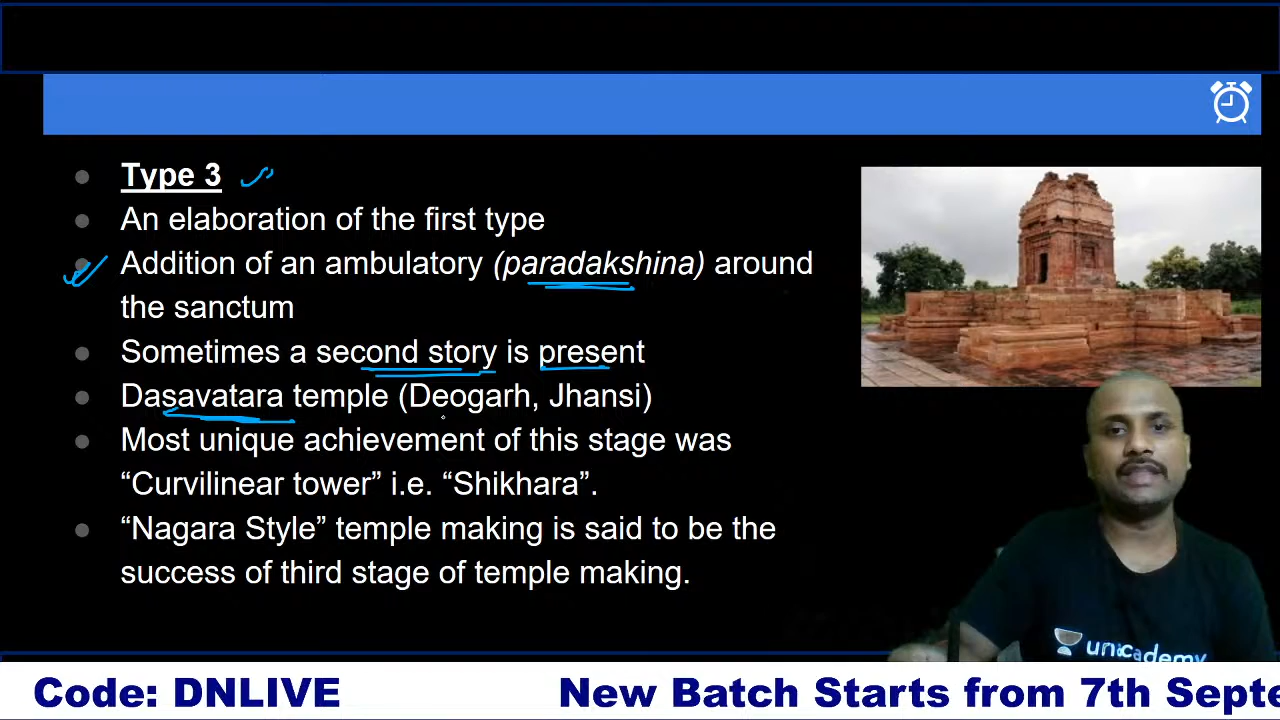 Type 3
An elaboration of the first type
Addition of an ambulatory (paradakshina) around
the sanctum
Sometimes a second story is present
Dasavatara temple (Deogarh, Jhansi)
Most unique achievement of this stage was
“Curvilinear tower” i.e. “Shikhara”.
“Nagara Style” temple making is said to be the
success of third stage of temple making.
unacademy
Code: DNLIVE New Batch Starts from 7th Septe